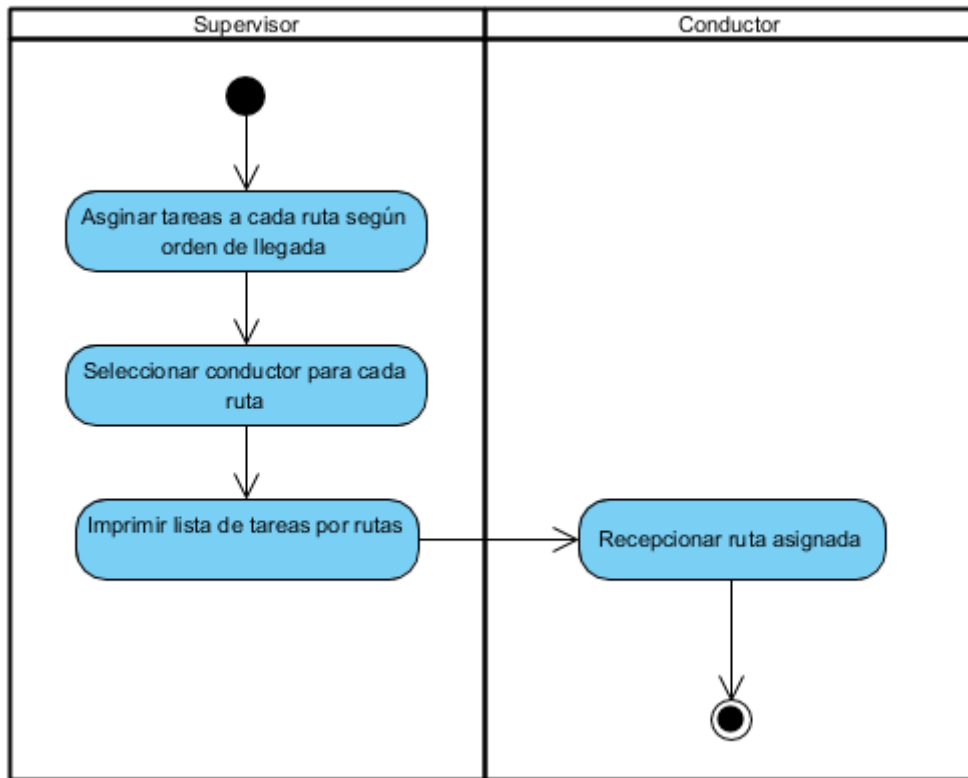 Supervisor
Conductor
Asginar tareas a cada ruta según
orden de llegada
Seleccionar conductor para cada
ruta
Imprimir lista de tareas por rutas
Recepcionar ruta asignada